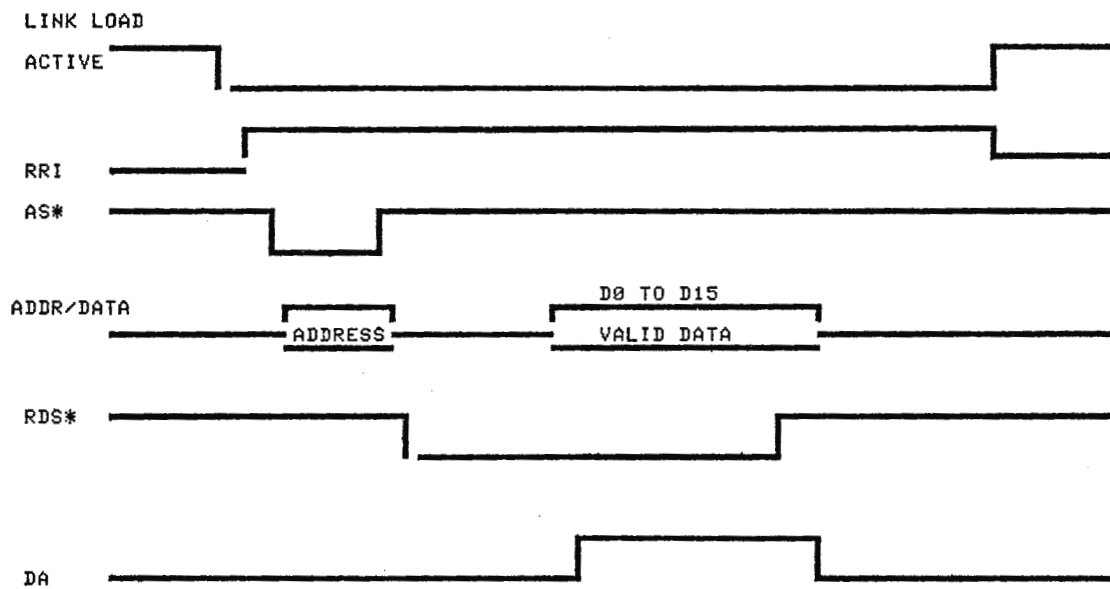 LINK LOAD
ACTIVE
RRI
AS*
D0 TO D15
ADDR/DATA
ADDRESS VALID DATA
RDS*
DA